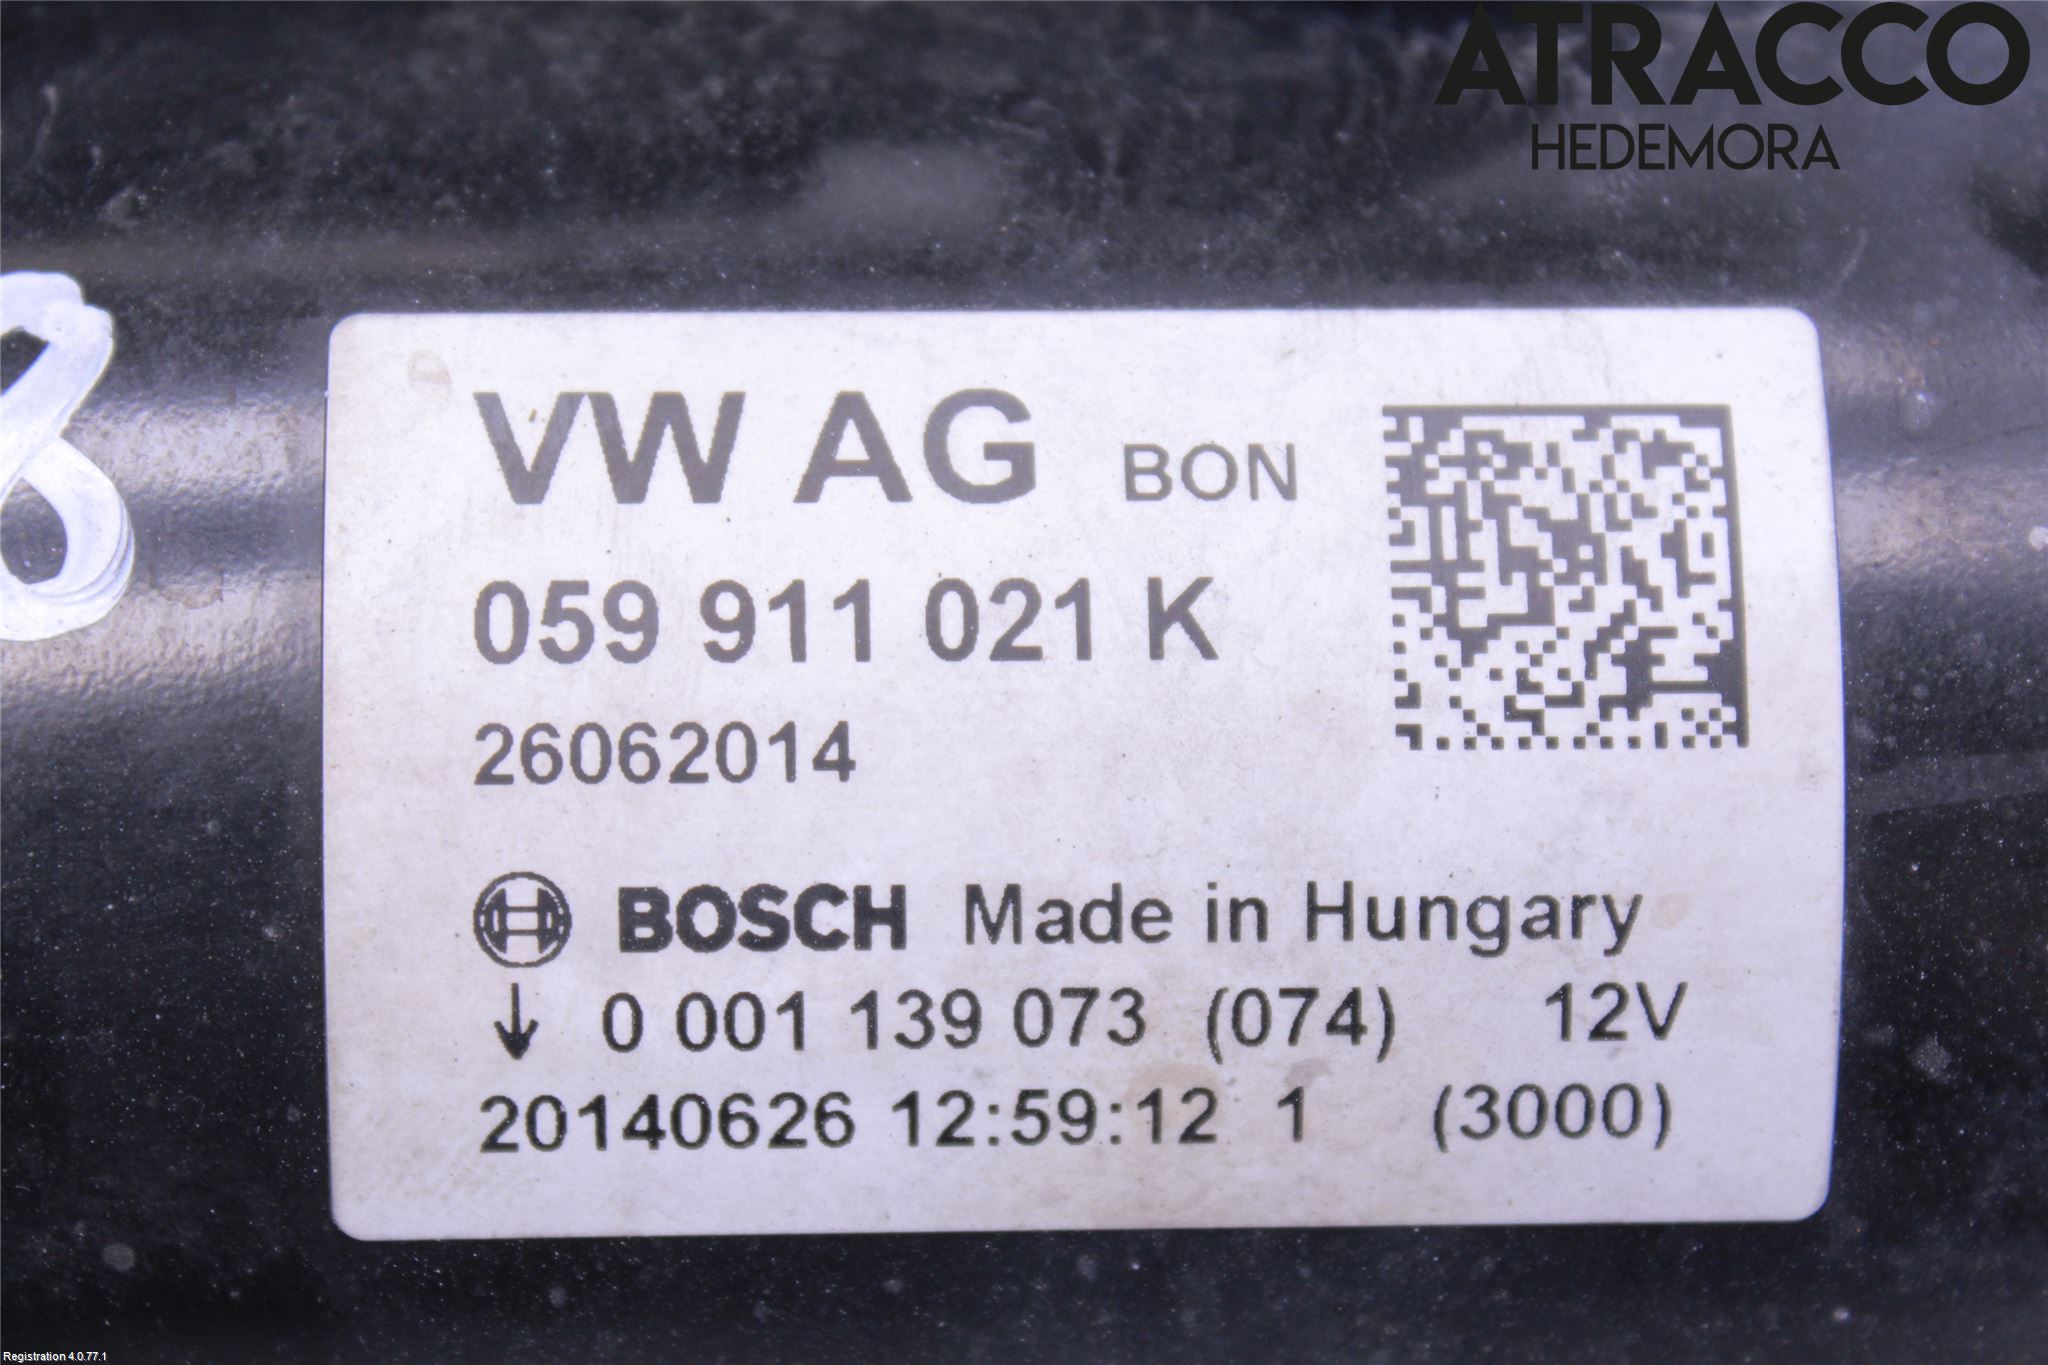 ATRACCO
HEDEMORA
8
VW AG BON
059 911 021 K
26062014
BOSCH Made in Hungary
↓ 0 001 139 073 (074) 12V
20140626 12:59:12 1 (3000)
Registration 4.0.77.1